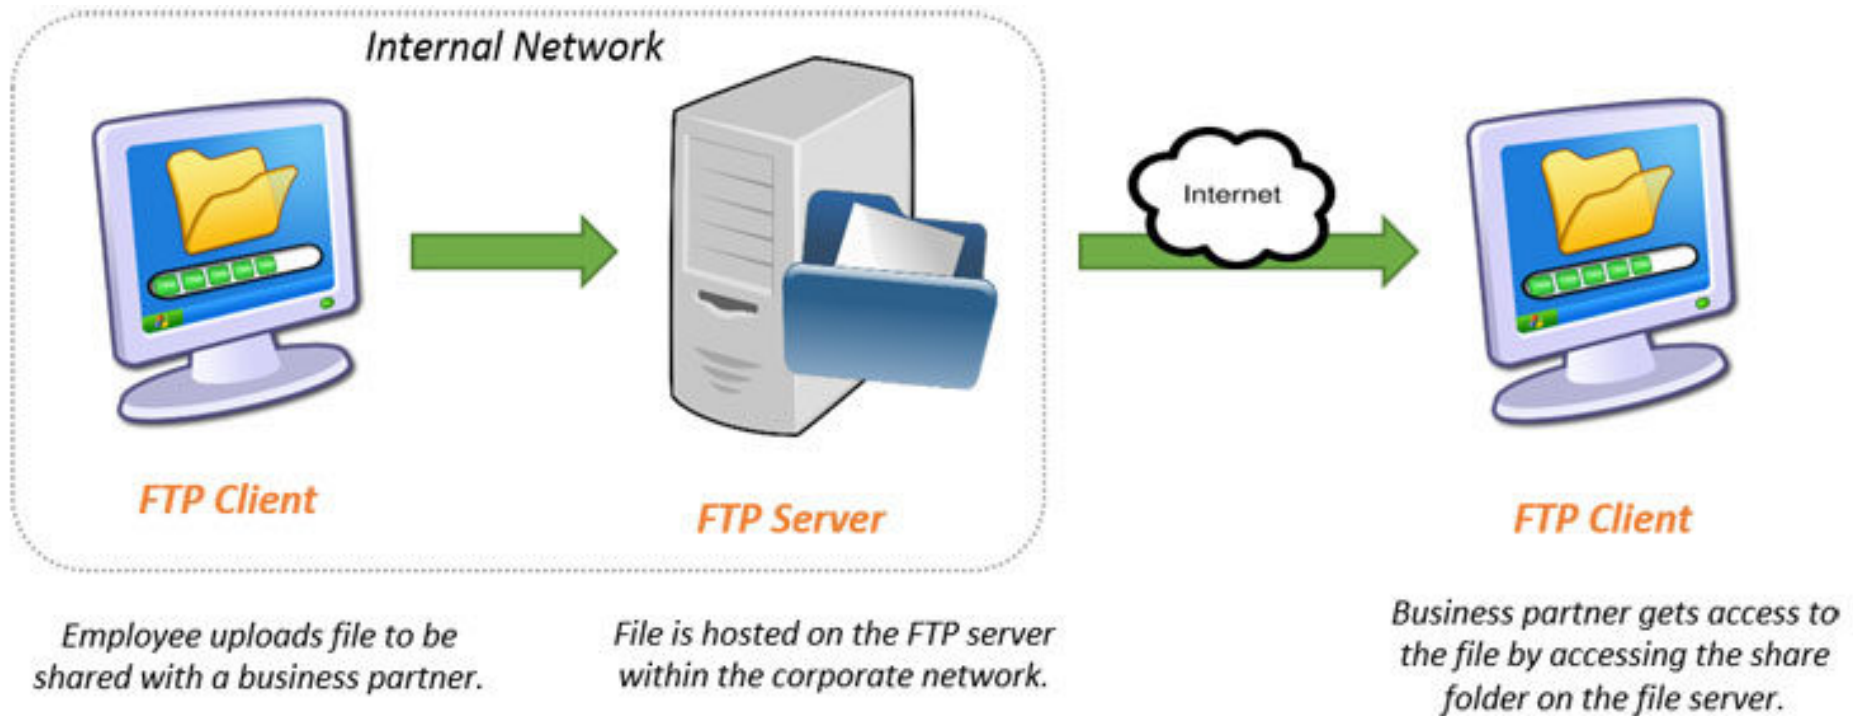 Internal Network
Internet
FTP Client
FTP Server
FTP Client
Employee uploads file to be
shared with a business partner.
File is hosted on the FTP server
within the corporate network.
Business partner gets access to
the file by accessing the share
folder on the file server.